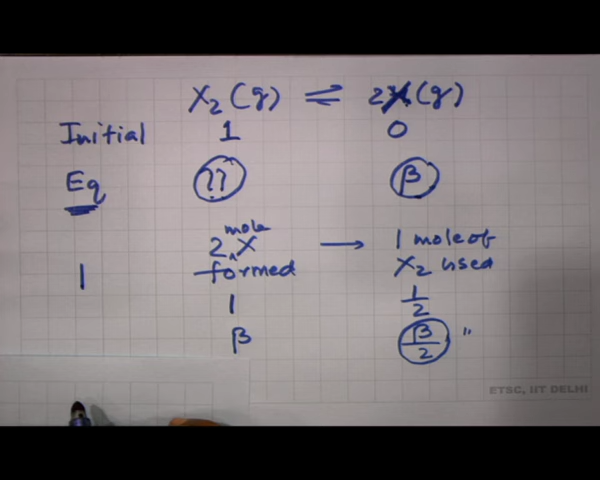 X₂(g) ⇌ 2X(g)
Initial 1 0
Eq ?? β
2 mole X formed → 1 mole of X₂ used
1 1 1/2
β β/2 "
ETSC, IIT DELHI